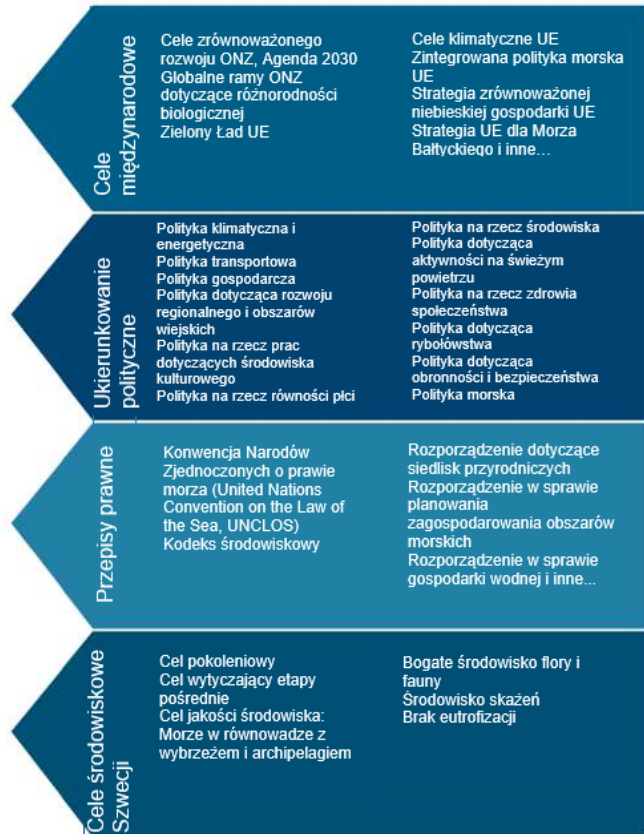 Cele
międzynarodowe
Cele zrównoważonego
rozwoju ONZ, Agenda 2030
Globalne ramy ONZ
dotyczące różnorodności
biologicznej
Zielony Ład UE
Cele klimatyczne UE
Zintegrowana polityka morska
UE
Strategia zrównoważonej
niebieskiej gospodarki UE
Strategia UE dla Morza
Bałtyckiego i inne…
Ukierunkowanie
polityczne
Polityka klimatyczna i
energetyczna
Polityka transportowa
Polityka gospodarcza
Polityka dotycząca rozwoju
regionalnego i obszarów
wiejskich
Polityka na rzecz prac
dotyczących środowiska
kulturowego
Polityka na rzecz równości płci
Polityka na rzecz środowiska
Polityka dotycząca
aktywności na świeżym
powietrzu
Polityka na rzecz zdrowia
społeczeństwa
Polityka dotycząca
rybołówstwa
Polityka dotycząca
obronności i bezpieczeństwa
Polityka morska
Przepisy prawne
Konwencja Narodów
Zjednoczonych o prawie
morza (United Nations
Convention on the Law of
the Sea, UNCLOS)
Kodeks środowiskowy
Rozporządzenie dotyczące
siedlisk przyrodniczych
Rozporządzenie w sprawie
planowania
zagospodarowania obszarów
morskich
Rozporządzenie w sprawie
gospodarki wodnej i inne...
Cele środowiskowe
Szwecji
Cel pokoleniowy
Cel wytyczający etapy
pośrednie
Cel jakości środowiska:
Morze w równowadze z
wybrzeżem i archipelagiem
Bogate środowisko flory i
fauny
Środowisko skażeń
Brak eutrofizacji